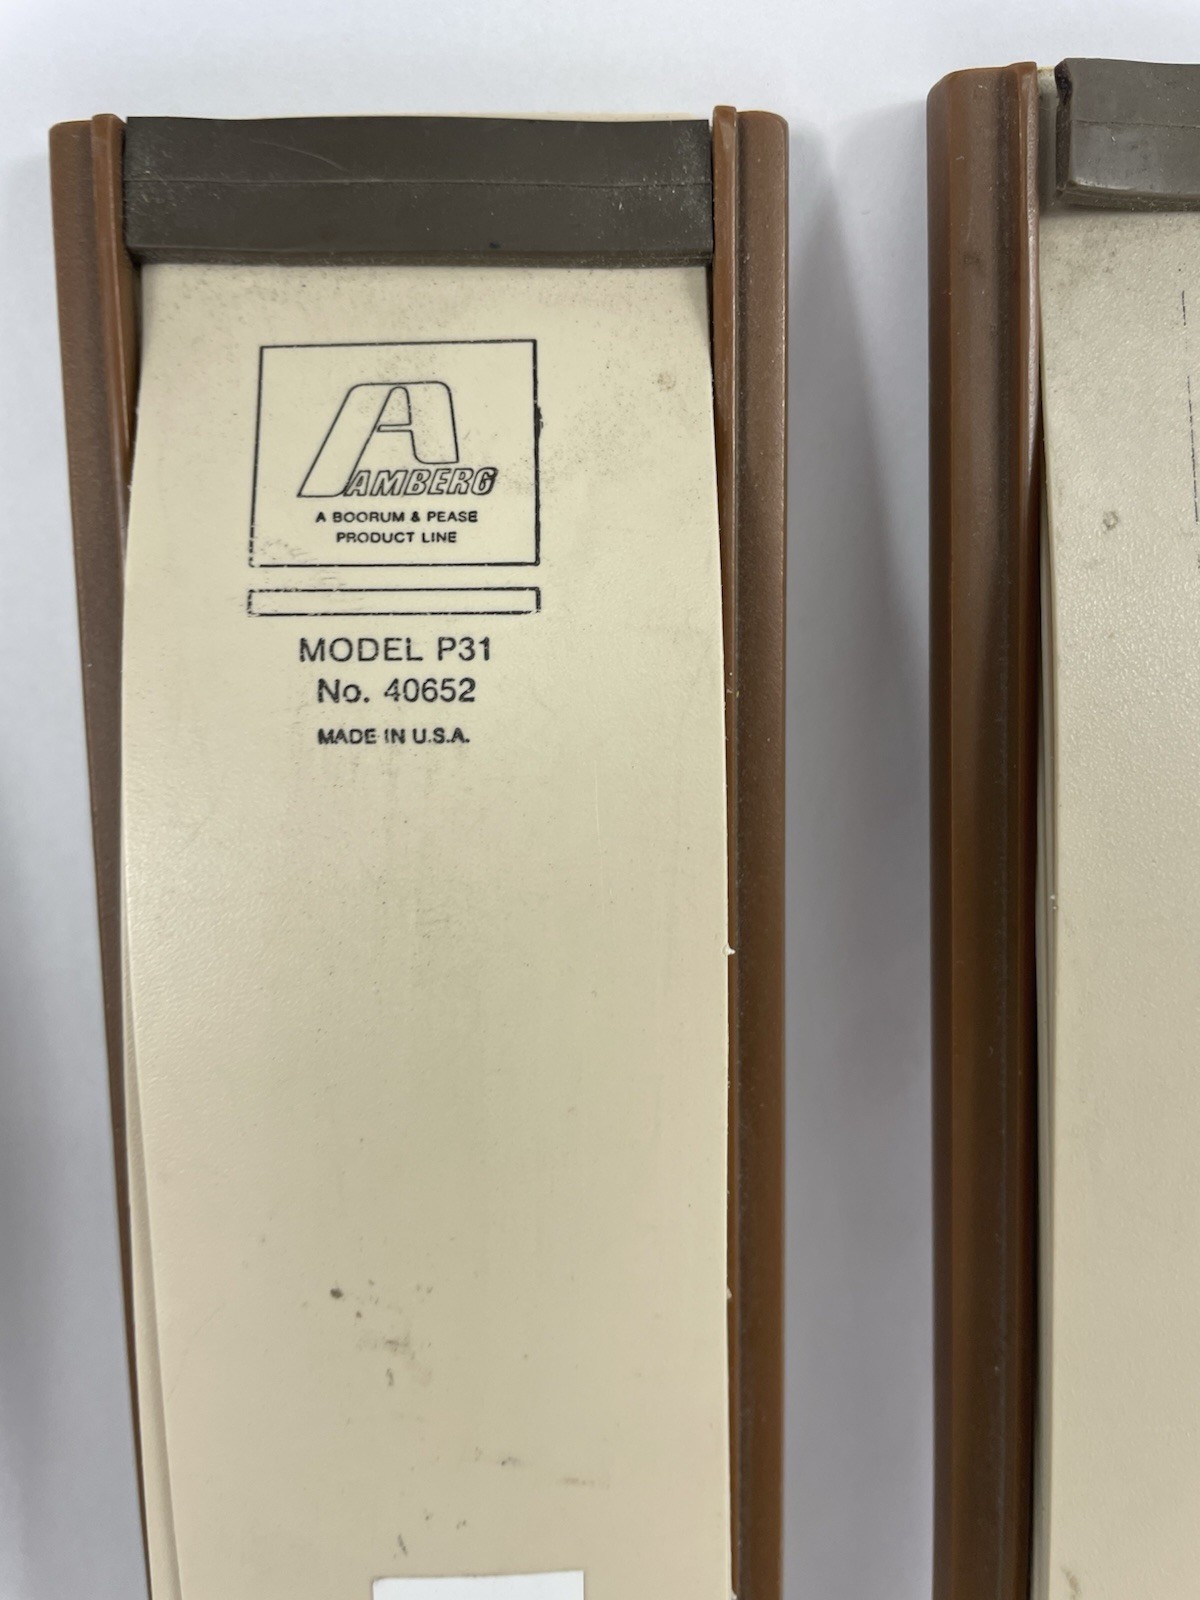 A
AMBERG
A BOORUM & PEASE
PRODUCT LINE
MODEL P31
No. 40652
MADE IN U.S.A.